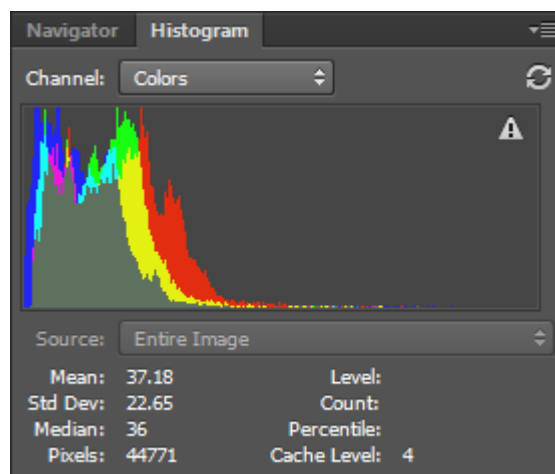 Navigator Histogram
Channel: Colors
Source: Entire Image
Mean: 37.18 Level:
Std Dev: 22.65 Count:
Median: 36 Percentile:
Pixels: 44771 Cache Level: 4